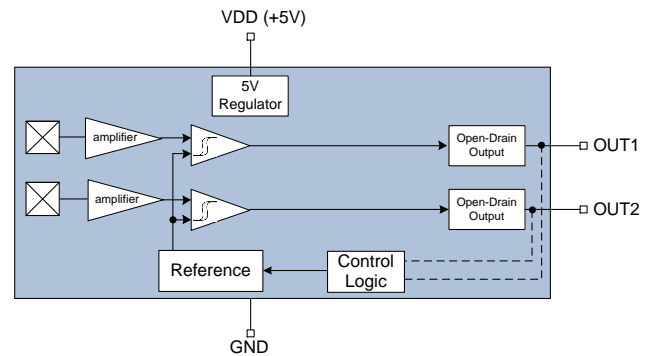 VDD (+5V)
5V
Regulator
amplifier
Open-Drain
Output
OUT1
amplifier
Open-Drain
Output
OUT2
Reference
Control
Logic
GND